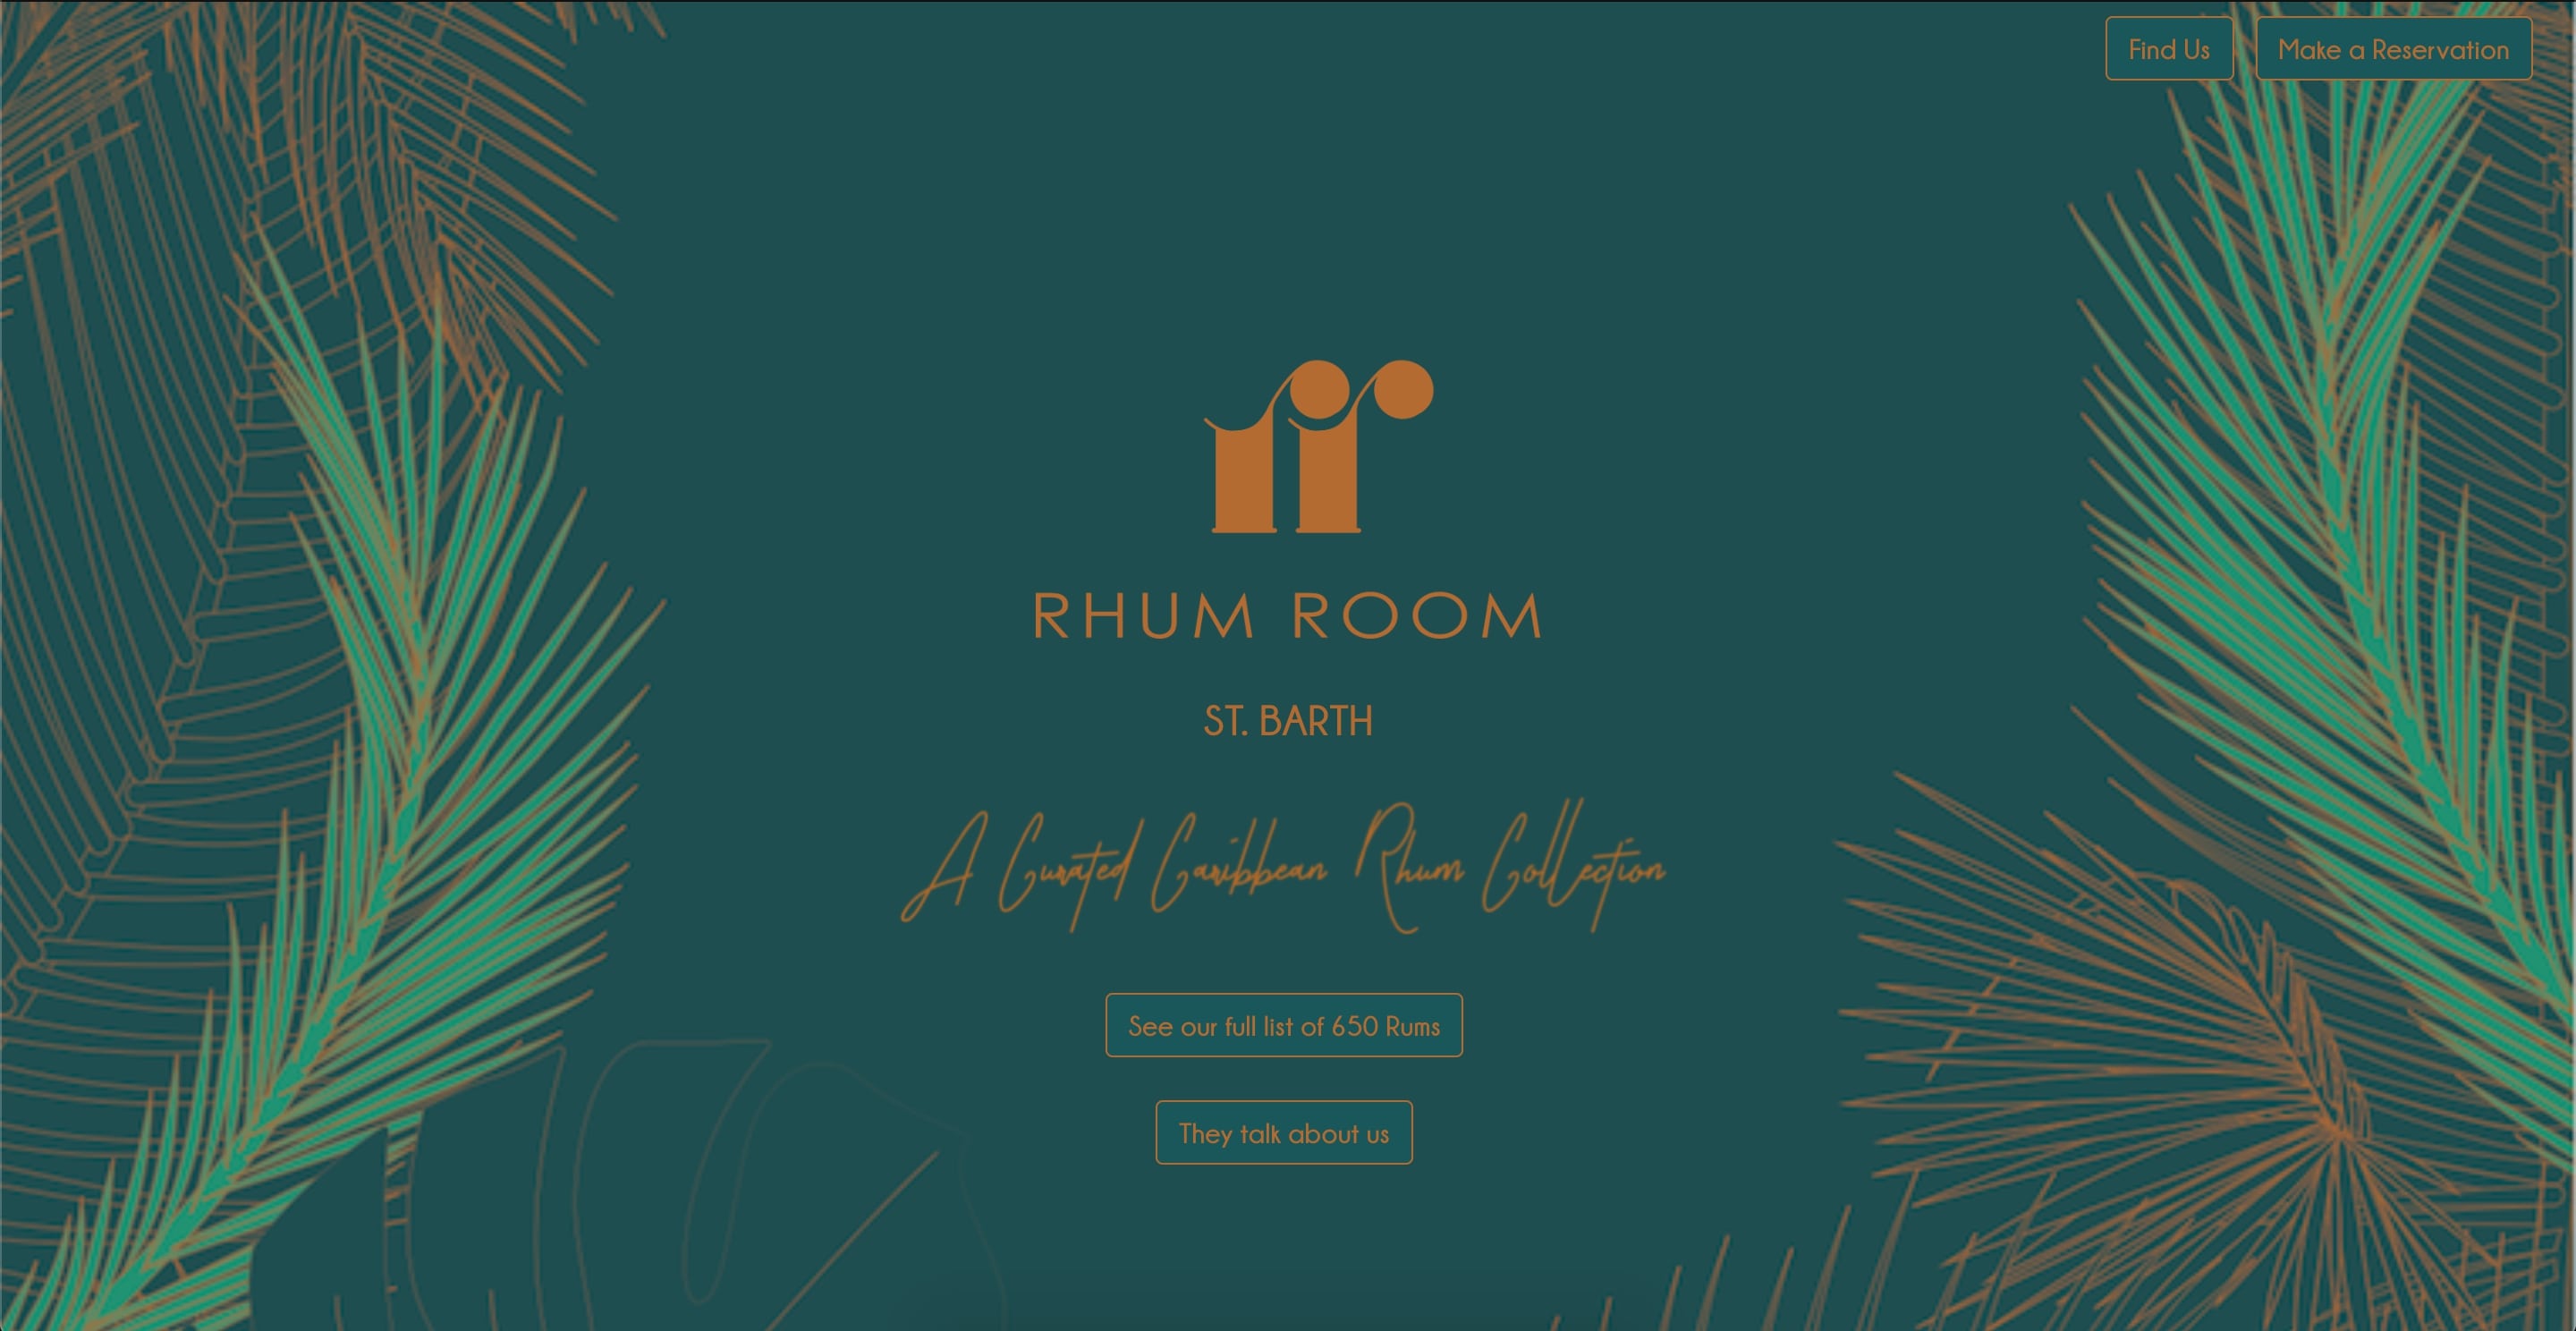 Find Us
Make a Reservation
rr
RHUM ROOM
ST. BARTH
A Curated Caribbean Rhum Collection
See our full list of 650 Rums
They talk about us